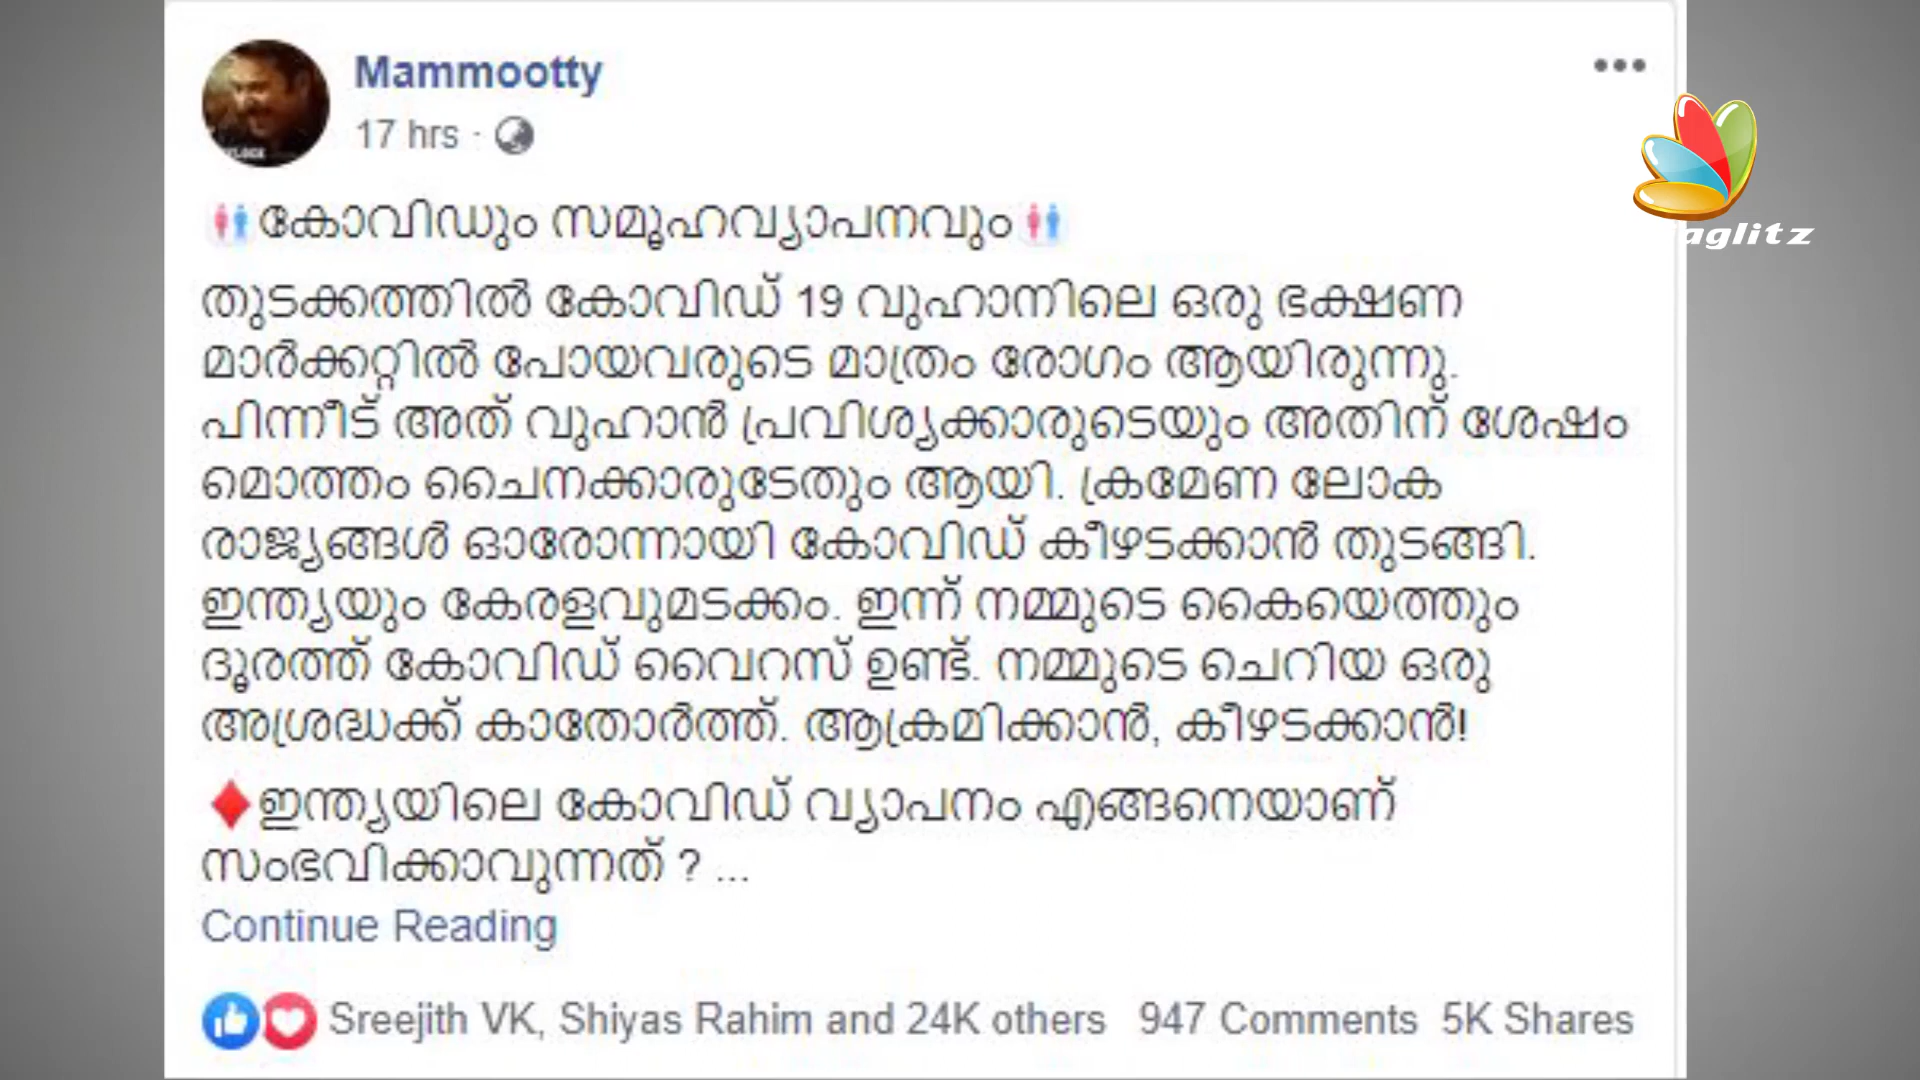 Mammootty
17 hrs ·
കോവിഡും സമൂഹവ്യാപനവും
തുടക്കത്തിൽ കോവിഡ് 19 വുഹാനിലെ ഒരു ഭക്ഷണ
മാർക്കറ്റിൽ പോയവരുടെ മാത്രം രോഗം ആയിരുന്നു.
പിന്നീട് അത് വുഹാൻ പ്രവിശ്യക്കാരുടെയും അതിന് ശേഷം
മൊത്തം ചൈനക്കാരുടേതും ആയി. ക്രമേണ ലോക
രാജ്യങ്ങൾ ഓരോന്നായി കോവിഡ് കീഴടക്കാൻ തുടങ്ങി.
ഇന്ത്യയും കേരളവുമടക്കം. ഇന്ന് നമ്മുടെ കൈയെത്തും
ദൂരത്ത് കോവിഡ് വൈറസ് ഉണ്ട്. നമ്മുടെ ചെറിയ ഒരു
അശ്രദ്ധക്ക് കാതോർത്ത്. ആക്രമിക്കാൻ, കീഴടക്കാൻ!
♦ഇന്ത്യയിലെ കോവിഡ് വ്യാപനം എങ്ങനെയാണ്
സംഭവിക്കാവുന്നത് ? ...
Continue Reading
Sreejith VK, Shiyas Rahim and 24K others 947 Comments 5K Shares